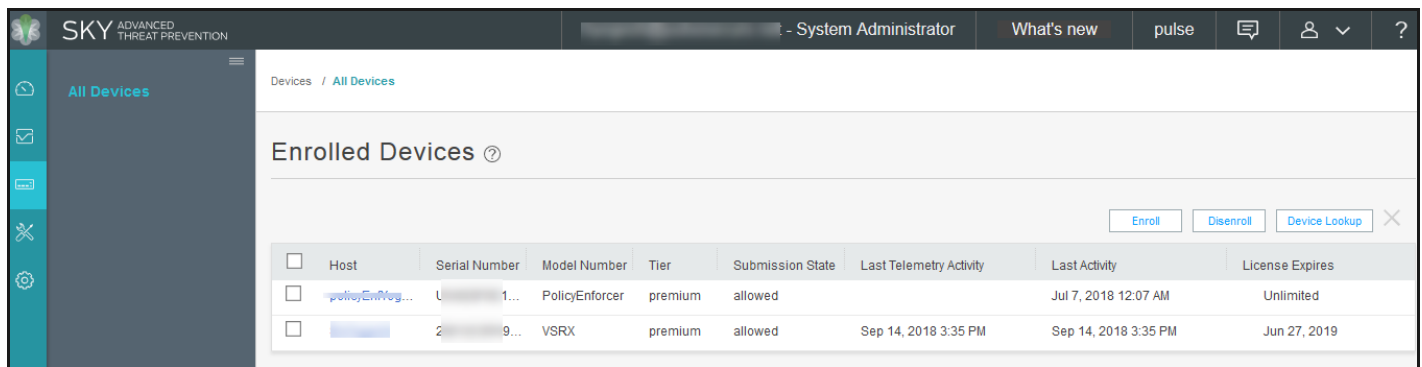 SKY ADVANCED THREAT PREVENTION
- System Administrator
What's new
pulse
?
All Devices
Devices / All Devices
Enrolled Devices ?
Enroll Disenroll Device Lookup
Host Serial Number Model Number Tier Submission State Last Telemetry Activity Last Activity License Expires
1... PolicyEnforcer premium allowed Jul 7, 2018 12:07 AM Unlimited
2 9... VSRX premium allowed Sep 14, 2018 3:35 PM Sep 14, 2018 3:35 PM Jun 27, 2019